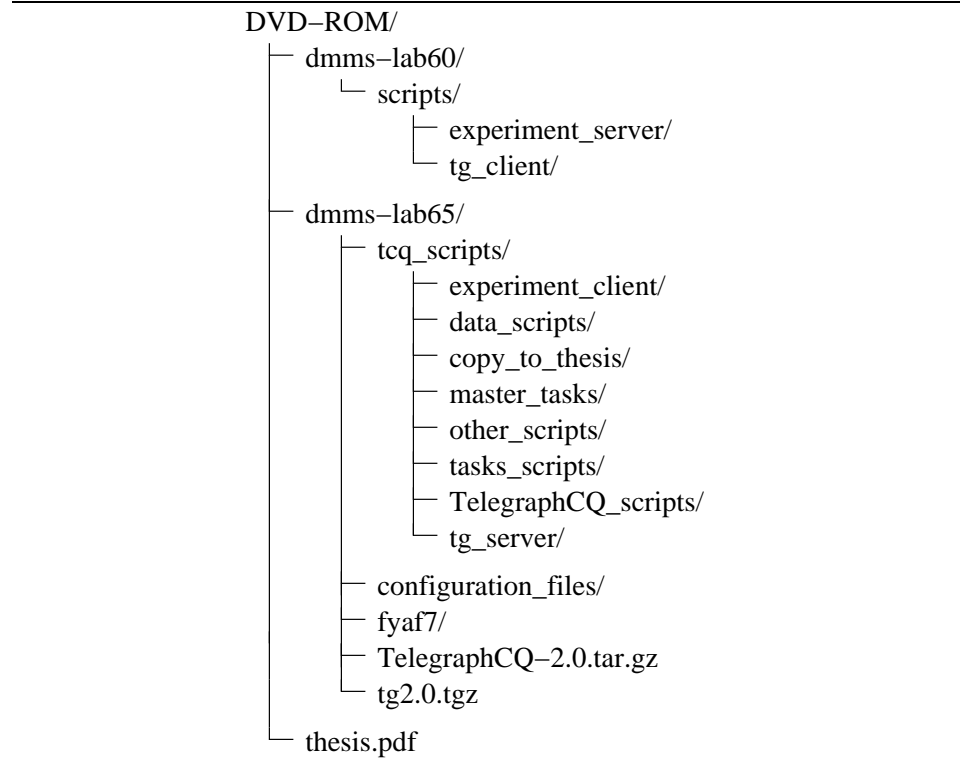 DVD−ROM/
dmms−lab60/
scripts/
experiment_server/
tg_client/
dmms−lab65/
tcq_scripts/
experiment_client/
data_scripts/
copy_to_thesis/
master_tasks/
other_scripts/
tasks_scripts/
TelegraphCQ_scripts/
tg_server/
configuration_files/
fyaf7/
TelegraphCQ−2.0.tar.gz
tg2.0.tgz
thesis.pdf